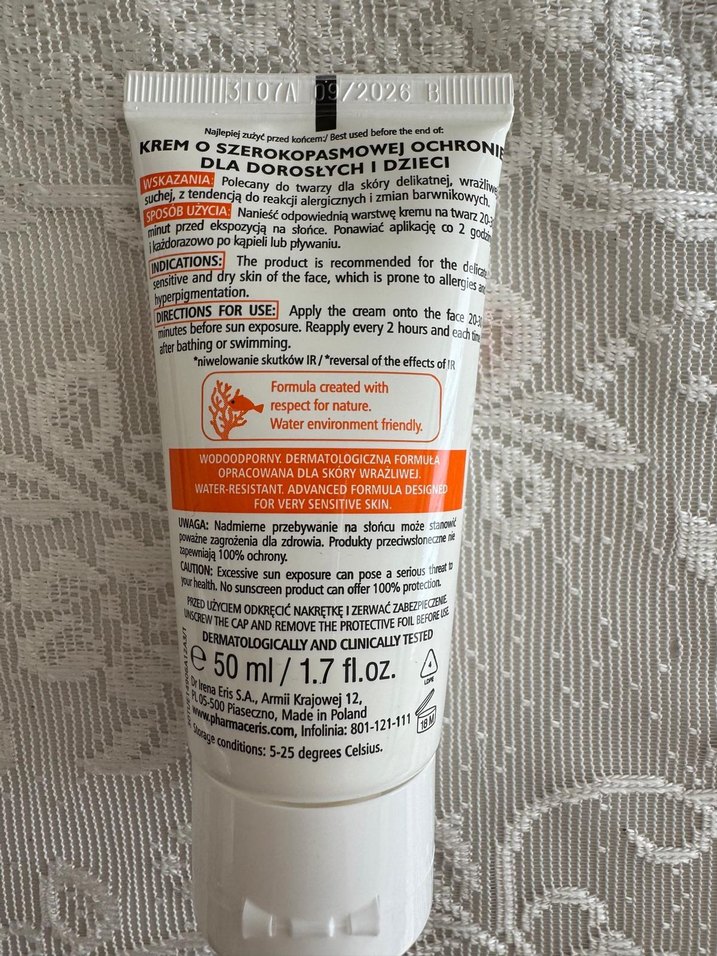 3107A 09/2026 B
Najlepiej zużyć przed końcem:/ Best used before the end of:
KREM O SZEROKOPASMOWEJ OCHRONIE
DLA DOROSŁYCH I DZIECI
WSKAZANIA: Polecany do twarzy dla skóry delikatnej,
suchej, z tendencją do reakcji alergicznych i zmian barwnikowych.
SPOSÓB UŻYCIA: Nanieść odpowiednią warstwę kremu na twarz
minut przed ekspozycją na słońce. Ponawiać aplikację co 2
i każdorazowo po kąpieli lub pływaniu.
INDICATIONS: The product is recommended for the delicate
sensitive and dry skin of the face, which is prone to allergies and
hyperpigmentation.
DIRECTIONS FOR USE: Apply the cream onto the face 20-30
minutes before sun exposure. Reapply every 2 hours and each time
after bathing or swimming.
*niwelowanie skutków IR / *reversal of the effects of IR
Formula created with
respect for nature.
Water environment friendly.
WODOODPORNY. DERMATOLOGICZNA FORMUŁA
OPRACOWANA DLA SKÓRY WRAŻLIWEJ.
WATER-RESISTANT. ADVANCED FORMULA DESIGNED
FOR VERY SENSITIVE SKIN.
UWAGA: Nadmierne przebywanie na słońcu może stanowić
poważne zagrożenia dla zdrowia. Produkty przeciwsłoneczne nie
zapewniają 100% ochrony.
CAUTION: Excessive sun exposure can pose a serious threat to
your health. No sunscreen product can offer 100% protection.
PRZED UŻYCIEM ODKRĘCIĆ NAKRĘTKĘ I ZERWAĆ ZABEZPIECZENIE.
UNSCREW THE CAP AND REMOVE THE PROTECTIVE FOIL BEFORE USE.
DERMATOLOGICALLY AND CLINICALLY TESTED
e 50 ml / 1.7 fl.oz.
4
LDPE
Dr Irena Eris S.A., Armii Krajowej 12,
PL 05-500 Piaseczno, Made in Poland
www.pharmaceris.com, Infolinia: 801-121-111
18 M
Storage conditions: 5-25 degrees Celsius.